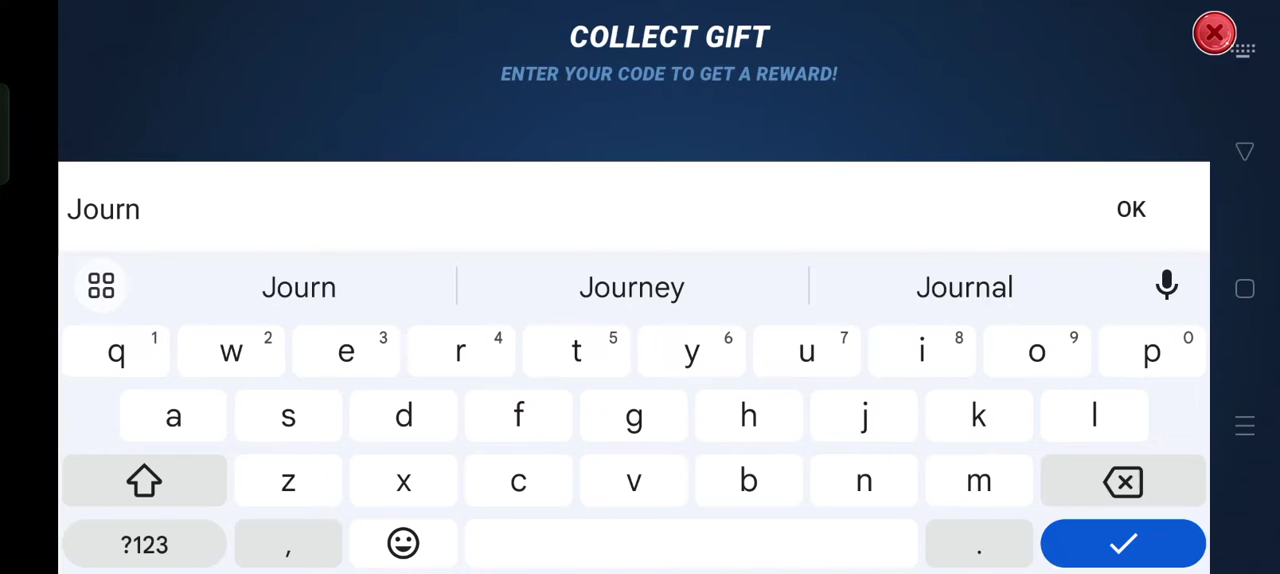 COLLECT GIFT
ENTER YOUR CODE TO GET A REWARD!
Journ
OK
Journ Journey Journal
q 1 w 2 e 3 r 4 t 5 y 6 u 7 i 8 o 9 p 0
a s d f g h j k l
z x c v b n m
?123 , .